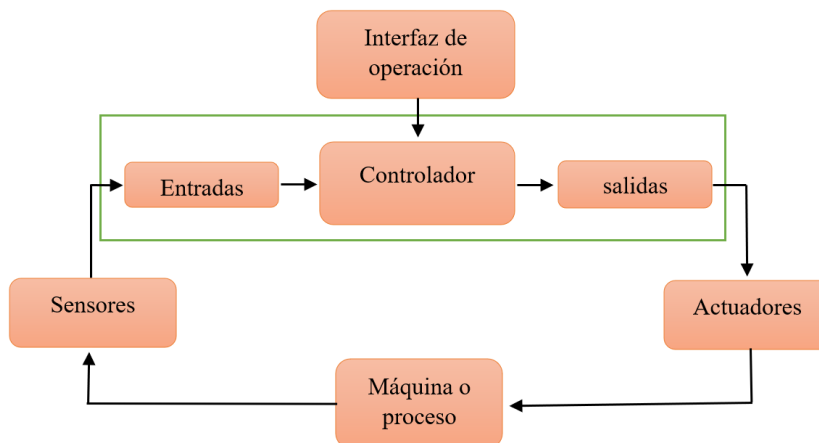 Interfaz de
operación
Entradas
Controlador
salidas
Sensores
Actuadores
Máquina o
proceso